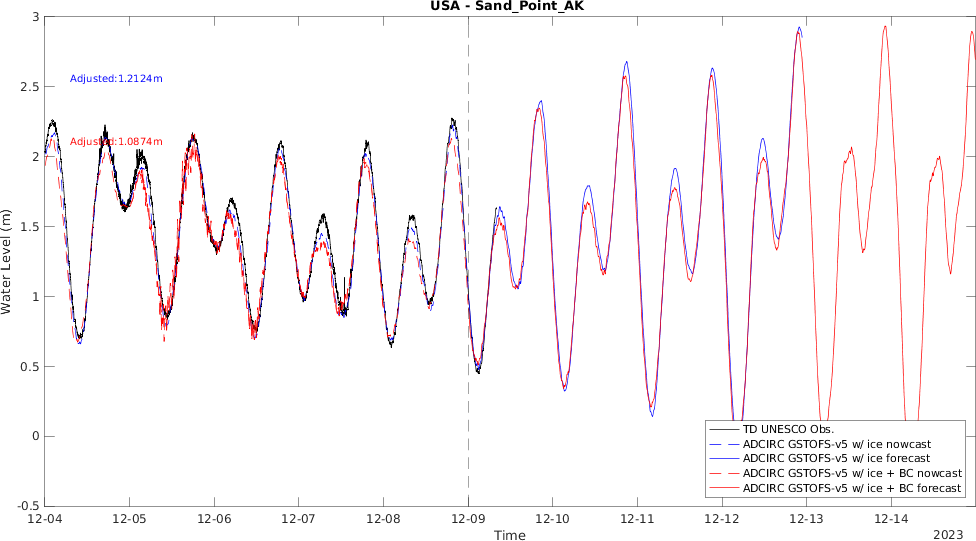 USA - Sand_Point_AK
3
2.5
2
1.5
1
0.5
0
-0.5
Water Level (m)
Adjusted:1.2124m
Adjusted:1.0874m
TD UNESCO Obs.
ADCIRC GSTOFS-v5 w/ ice nowcast
ADCIRC GSTOFS-v5 w/ ice forecast
ADCIRC GSTOFS-v5 w/ ice + BC nowcast
ADCIRC GSTOFS-v5 w/ ice + BC forecast
12-04 12-05 12-06 12-07 12-08 12-09 12-10 12-11 12-12 12-13 12-14
Time
2023